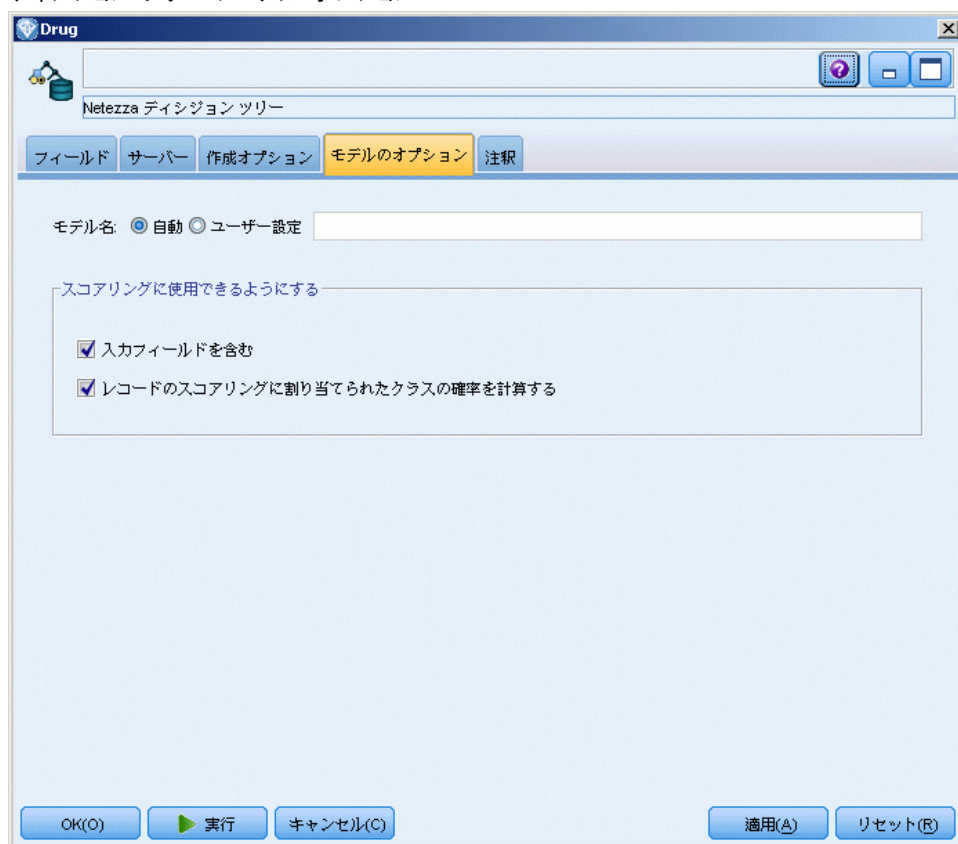 Drug
Netezza ディシジョン ツリー
フィールド サーバー 作成オプション モデルのオプション 注釈
モデル名: 自動 ユーザー設定
スコアリングに使用できるようにする
入力フィールドを含む
レコードのスコアリングに割り当てられたクラスの確率を計算する
OK(O) 実行 キャンセル(C) 適用(A) リセット(R)